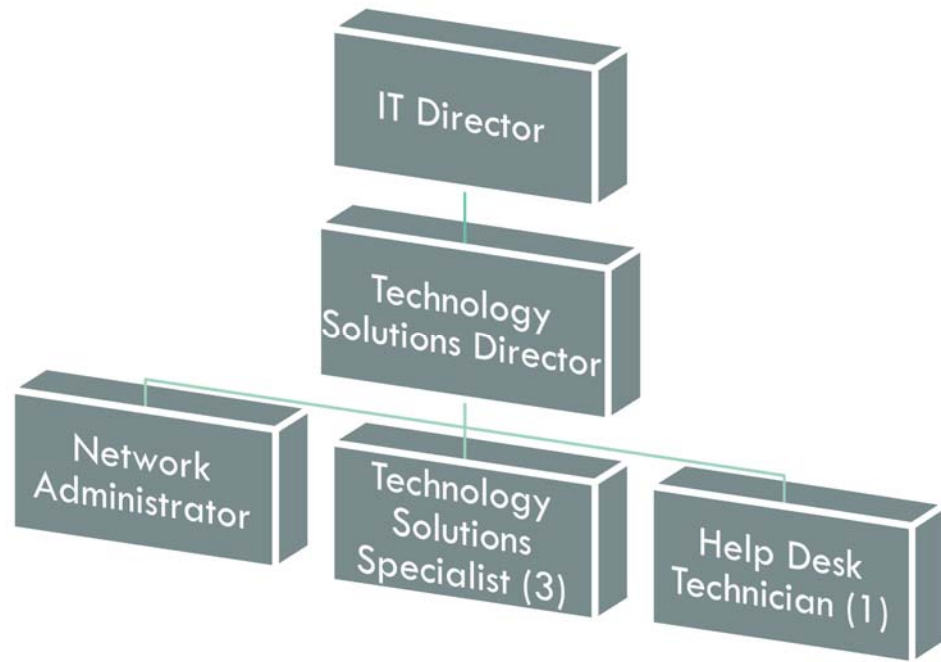 IT Director
Technology
Solutions Director
Network
Administrator
Technology
Solutions
Specialist (3)
Help Desk
Technician (1)